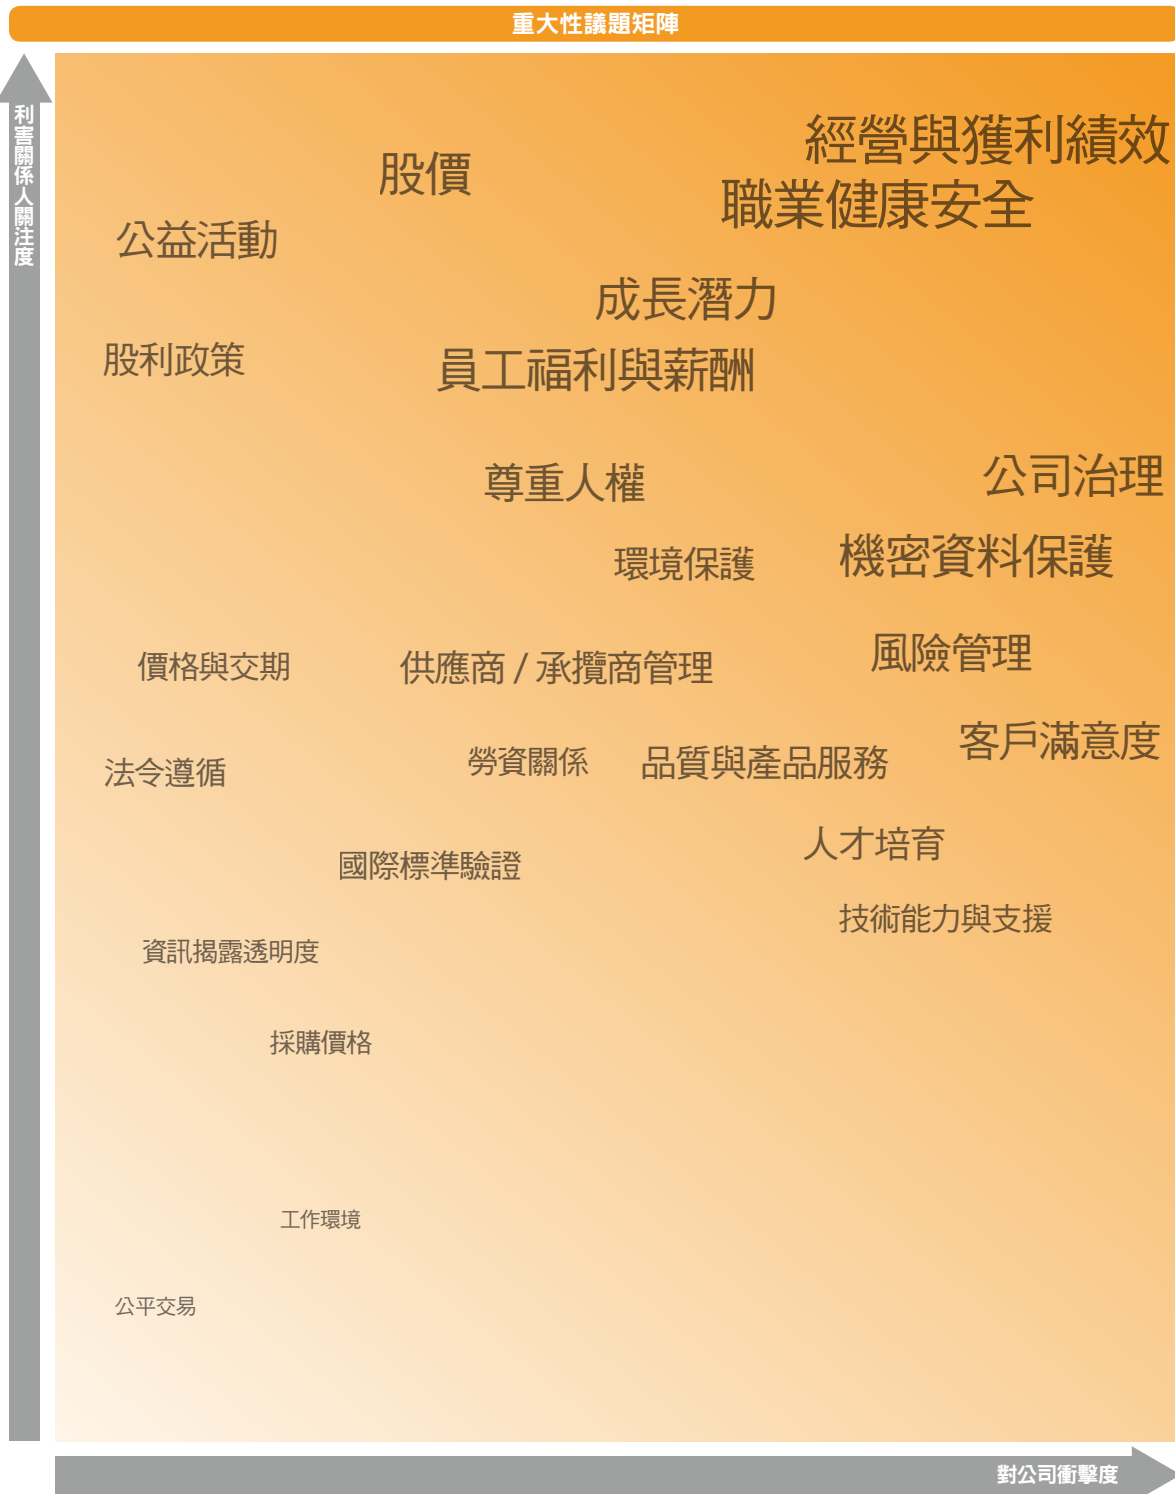 重大性議題矩陣
利害關係人關注度
經營與獲利績效
股價
職業健康安全
公益活動
成長潛力
股利政策
員工福利與薪酬
尊重人權
公司治理
機密資料保護
環境保護
風險管理
價格與交期
供應商 / 承攬商管理
客戶滿意度
勞資關係
品質與產品服務
法令遵循
人才培育
國際標準驗證
技術能力與支援
資訊揭露透明度
採購價格
工作環境
公平交易
對公司衝擊度